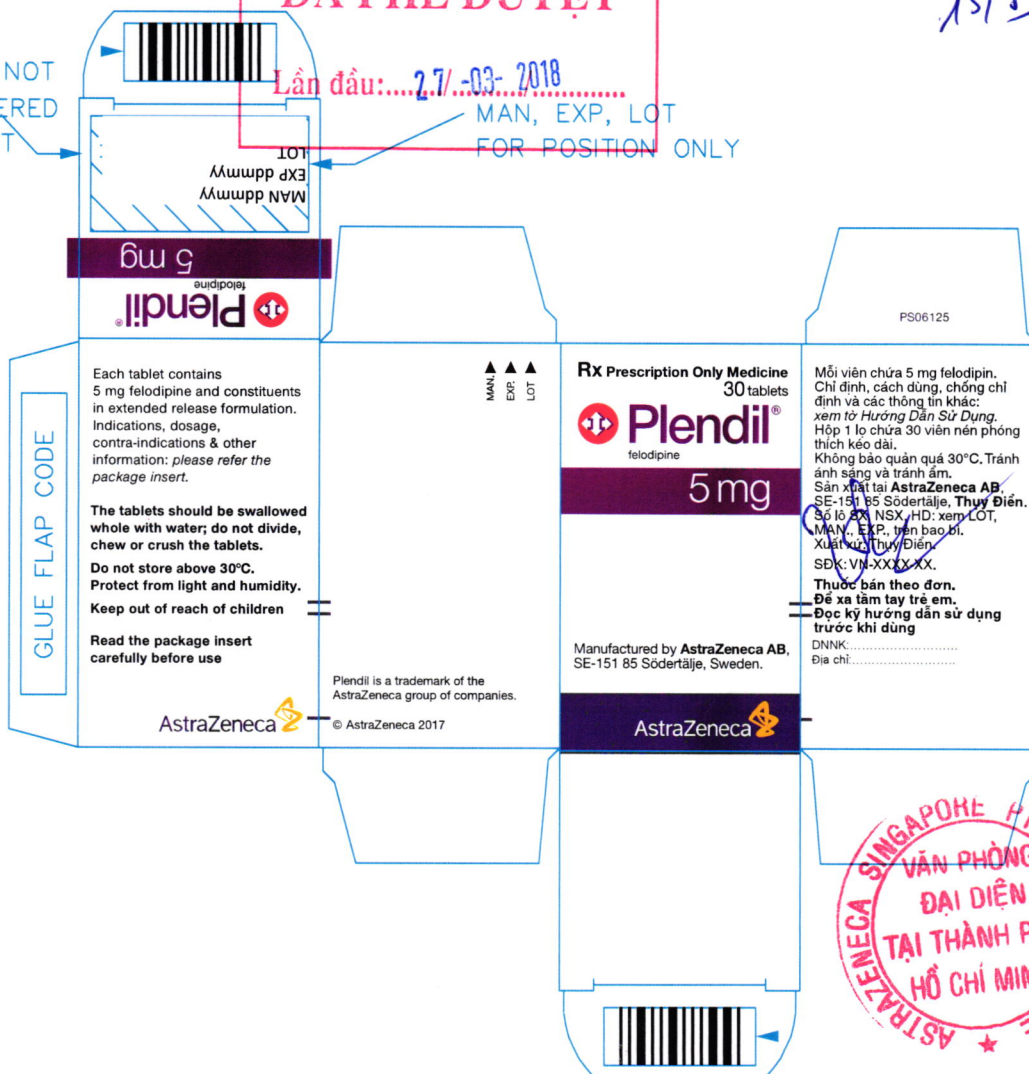 ĐÃ PHÊ DUYỆT
Lần đầu:......27/-03-2018..............
NOT
MAN, EXP, LOT
FOR POSITION ONLY
LOT
EXP ddmmyy
MAN ddmmyy
5 mg
felodipine
Plendil®
GLUE FLAP CODE
Each tablet contains
5 mg felodipine and constituents
in extended release formulation.
Indications, dosage,
contra-indications & other
information: please refer the
package insert.
The tablets should be swallowed
whole with water; do not divide,
chew or crush the tablets.
Do not store above 30°C.
Protect from light and humidity.
Keep out of reach of children
Read the package insert
carefully before use
AstraZeneca
MAN. ▲
EXP. ▲
LOT ▲
Plendil is a trademark of the
AstraZeneca group of companies.
© AstraZeneca 2017
Rx Prescription Only Medicine
30 tablets
Plendil®
felodipine
5 mg
Manufactured by AstraZeneca AB,
SE-151 85 Södertälje, Sweden.
AstraZeneca
PS06125
Mỗi viên chứa 5 mg felodipin.
Chỉ định, cách dùng, chống chỉ
định và các thông tin khác:
xem tờ Hướng Dẫn Sử Dụng.
Hộp 1 lọ chứa 30 viên nén phóng
thích kéo dài.
Không bảo quản quá 30°C. Tránh
ánh sáng và tránh ẩm.
Sản xuất tại AstraZeneca AB,
SE-151 85 Södertälje, Thụy Điển.
Số lô SX, NSX, HD: xem LOT,
MAN., EXP., trên bao bì.
Xuất xứ: Thụy Điển.
SĐK: VN-XXXX-XX.
Thuốc bán theo đơn.
Để xa tầm tay trẻ em.
Đọc kỹ hướng dẫn sử dụng
trước khi dùng
DNNK:..........................
Địa chỉ:.........................
ASTRAZENECA SINGAPORE
VĂN PHÒNG
ĐẠI DIỆN
TẠI THÀNH
HỒ CHÍ